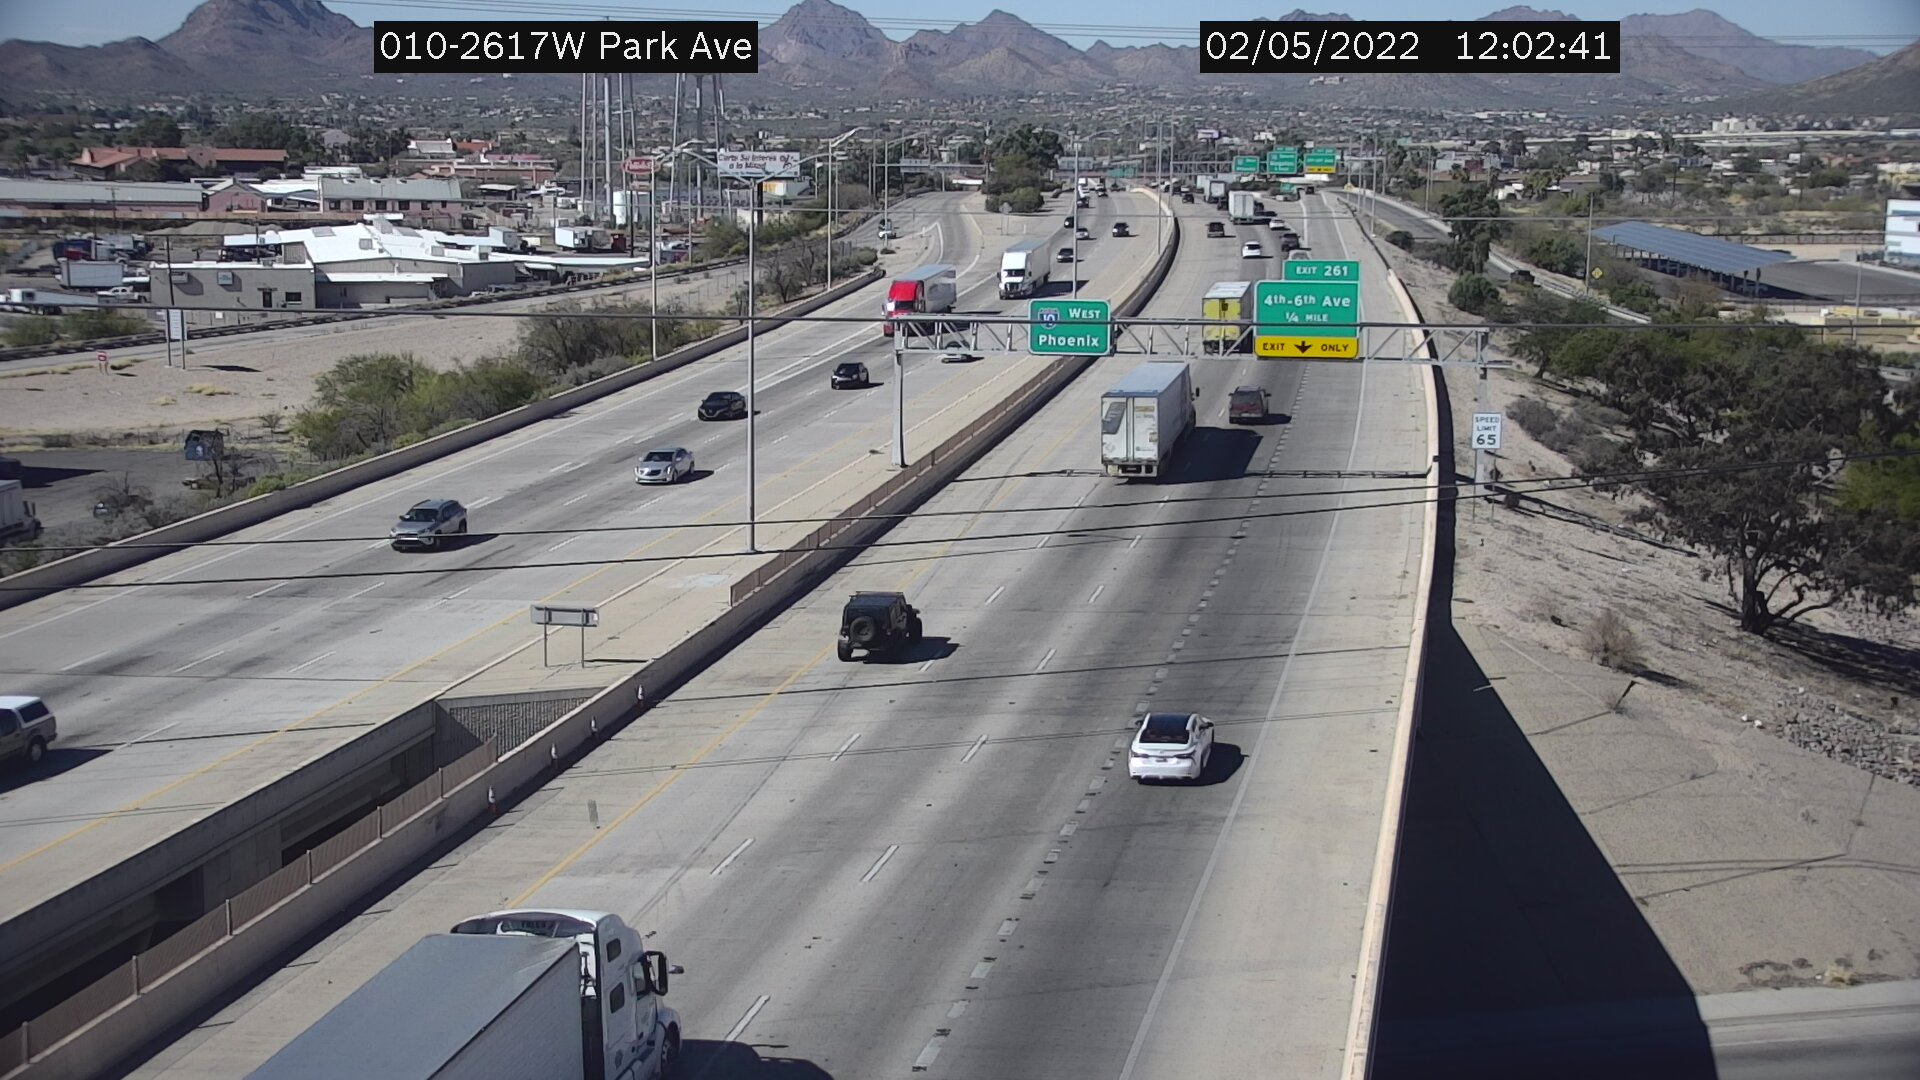 010-2617W Park Ave
02/05/2022 12:02:41
EXIT 261
4th-6th Ave
1/4 MILE
EXIT ONLY
10 WEST
Phoenix
SPEED
LIMIT
65